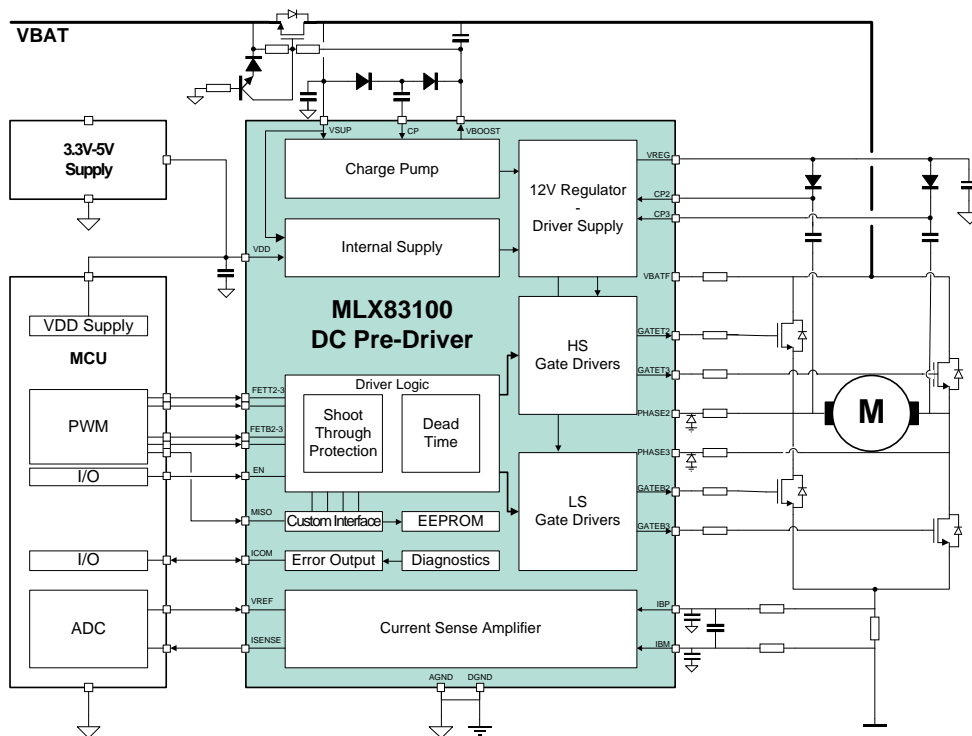 VBAT
3.3V-5V
Supply
VSUP
CP
VBOOST
Charge Pump
12V Regulator
-
Driver Supply
VREG
CP2
CP3
VDD
Internal Supply
VBATF
MLX83100
DC Pre-Driver
VDD Supply
MCU
HS
Gate Drivers
GATET2
GATET3
PHASE2
M
PWM
FETT2-3
FETB2-3
Driver Logic
Shoot
Through
Protection
Dead
Time
PHASE3
I/O
EN
LS
Gate Drivers
GATEB2
GATEB3
MISO
Custom Interface
EEPROM
I/O
ICOM
Error Output
Diagnostics
ADC
VREF
ISENSE
Current Sense Amplifier
IBP
IBM
AGND
DGND